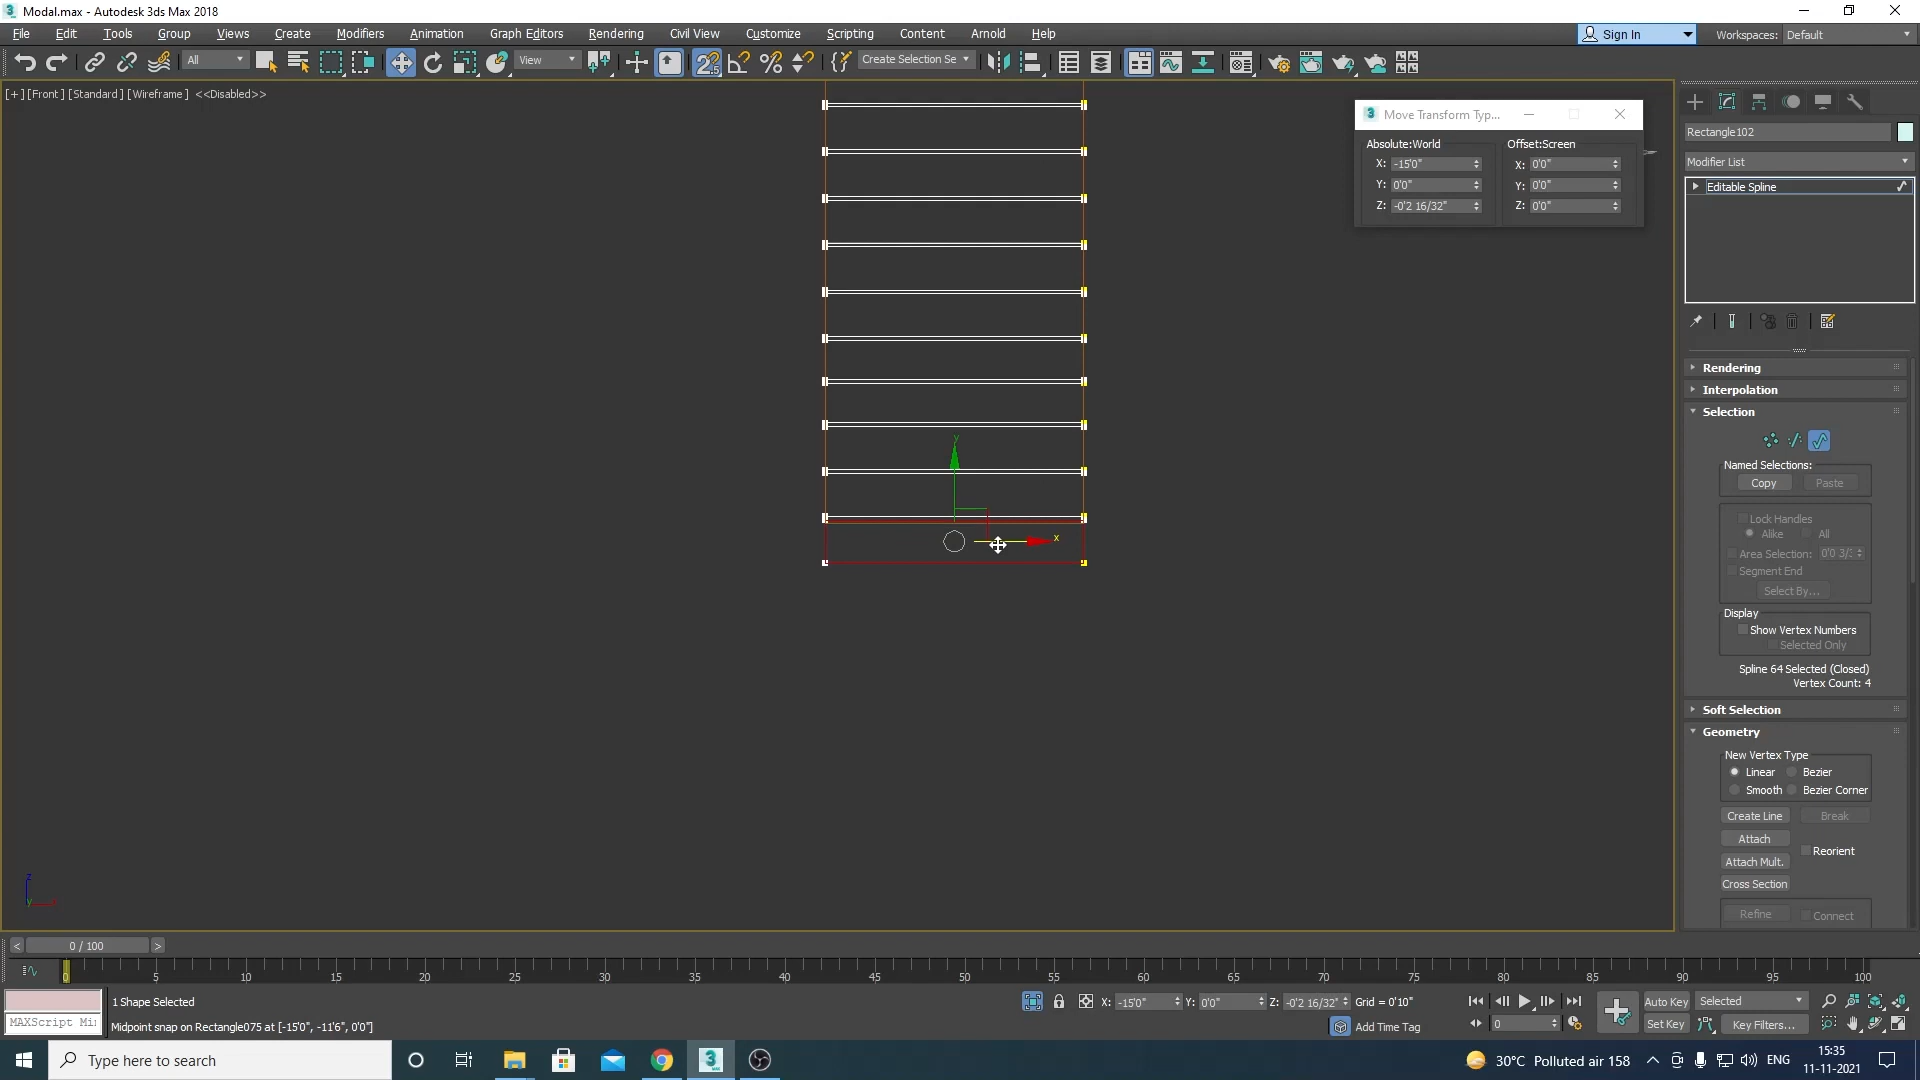 Modal.max - Autodesk 3ds Max 2018
File Edit Tools Group Views Create Modifiers Animation Graph Editors Rendering Civil View Customize Scripting Content Arnold Help
Sign In Workspaces: Default
All View Create Selection Se
[+] [Front] [Standard] [Wireframe] <<Disabled>>
Move Transform Typ...
Absolute:World Offset:Screen
X: -15'0" X: 0'0"
Y: 0'0" Y: 0'0"
Z: -0'2 16/32" Z: 0'0"
Rectangle102
Modifier List
Editable Spline
Rendering
Interpolation
Selection
Named Selections:
Copy Paste
Lock Handles
Alike All
Area Selection: 0'0 3/:
Segment End
Select By...
Display
Show Vertex Numbers
Selected Only
Spline 64 Selected (Closed)
Vertex Count: 4
Soft Selection
Geometry
New Vertex Type
Linear Bezier
Smooth Bezier Corner
Create Line Break
Attach
Reorient
Attach Mult.
Cross Section
Refine Connect
y
x
z
y
< 0 / 100 >
0 5 10 15 20 25 30 35 40 45 50 55 60 65 70 75 80 85 90 95 100
1 Shape Selected
X: -15'0" Y: 0'0" Z: -0'2 16/32" Grid = 0'10"
Auto Key Selected
MAXScript Mi
Midpoint snap on Rectangle075 at [-15'0", -11'6", 0'0"]
Add Time Tag
0
Set Key Key Filters...
Type here to search
30°C Polluted air 158
ENG
15:35
11-11-2021